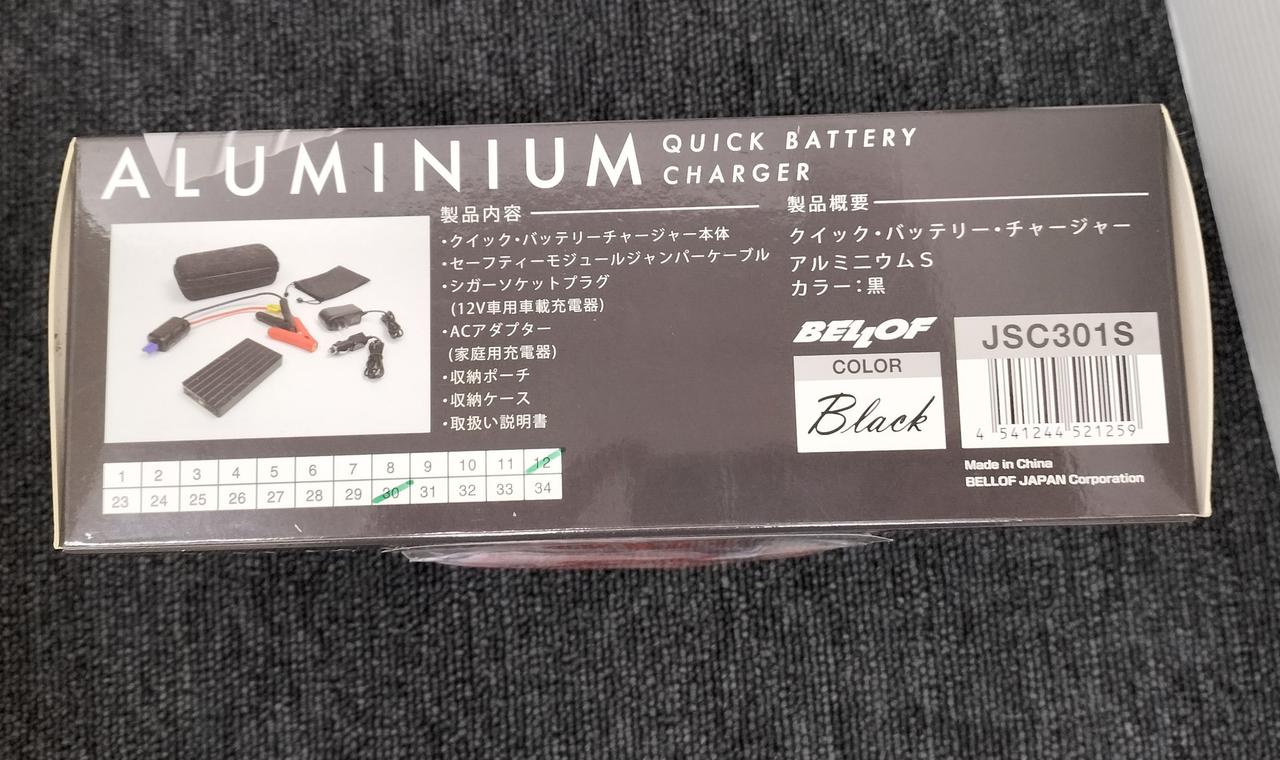 ALUMINIUM QUICK BATTERY
CHARGER
製品内容
・クイック・バッテリーチャージャー本体
・セーフティーモジュールジャンパーケーブル
・シガーソケットプラグ
(12V車用車載充電器)
・ACアダプター
(家庭用充電器)
・収納ポーチ
・収納ケース
・取扱い説明書
製品概要
クイック・バッテリー・チャージャー
アルミニウムS
カラー：黒
BELLOF
COLOR
Black
JSC301S
4 541244 521259
Made in China
BELLOF JAPAN Corporation
1 2 3 4 5 6 7 8 9 10 11 12
23 24 25 26 27 28 29 30 31 32 33 34